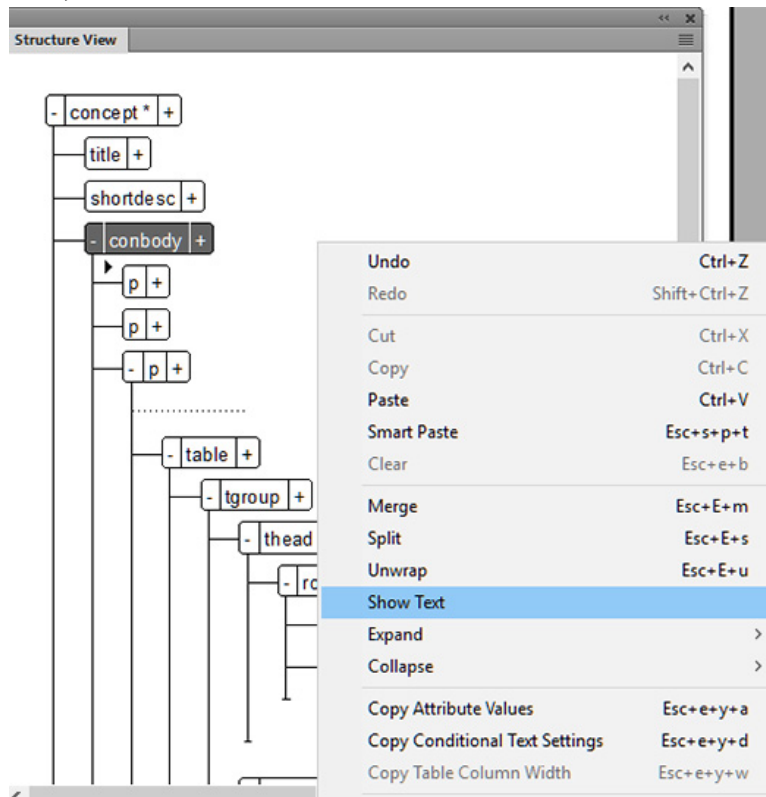 Structure View
- concept * +
title +
shortdesc +
- conbody +
p +
p +
- p +
- table +
- tgroup +
- thead
-
Undo Ctrl+Z
Redo Shift+Ctrl+Z
Cut Ctrl+X
Copy Ctrl+C
Paste Ctrl+V
Smart Paste Esc+s+p+t
Clear Esc+e+b
Merge Esc+E+m
Split Esc+E+s
Unwrap Esc+E+u
Show Text
Expand
Collapse
Copy Attribute Values Esc+e+y+a
Copy Conditional Text Settings Esc+e+y+d
Copy Table Column Width Esc+e+y+w